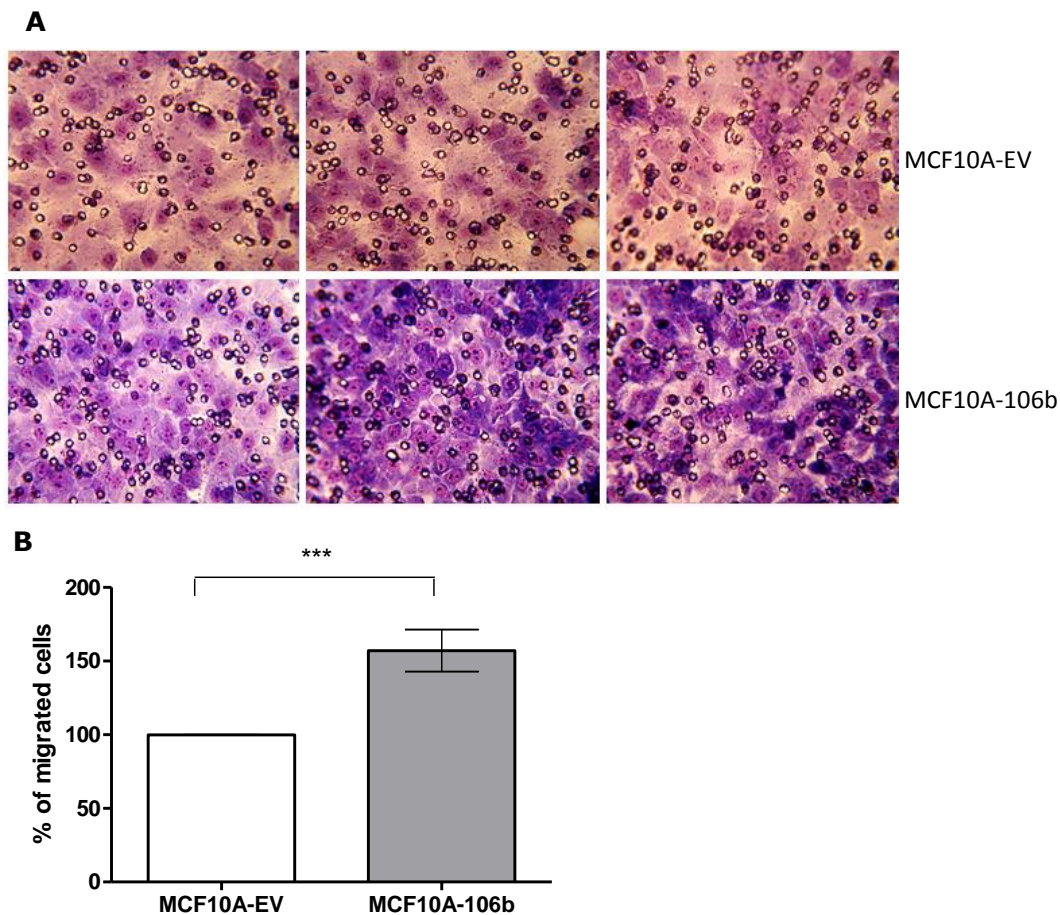 A
MCF10A-EV
MCF10A-106b
B
***
200
150
100
50
0
% of migrated cells
MCF10A-EV
MCF10A-106b